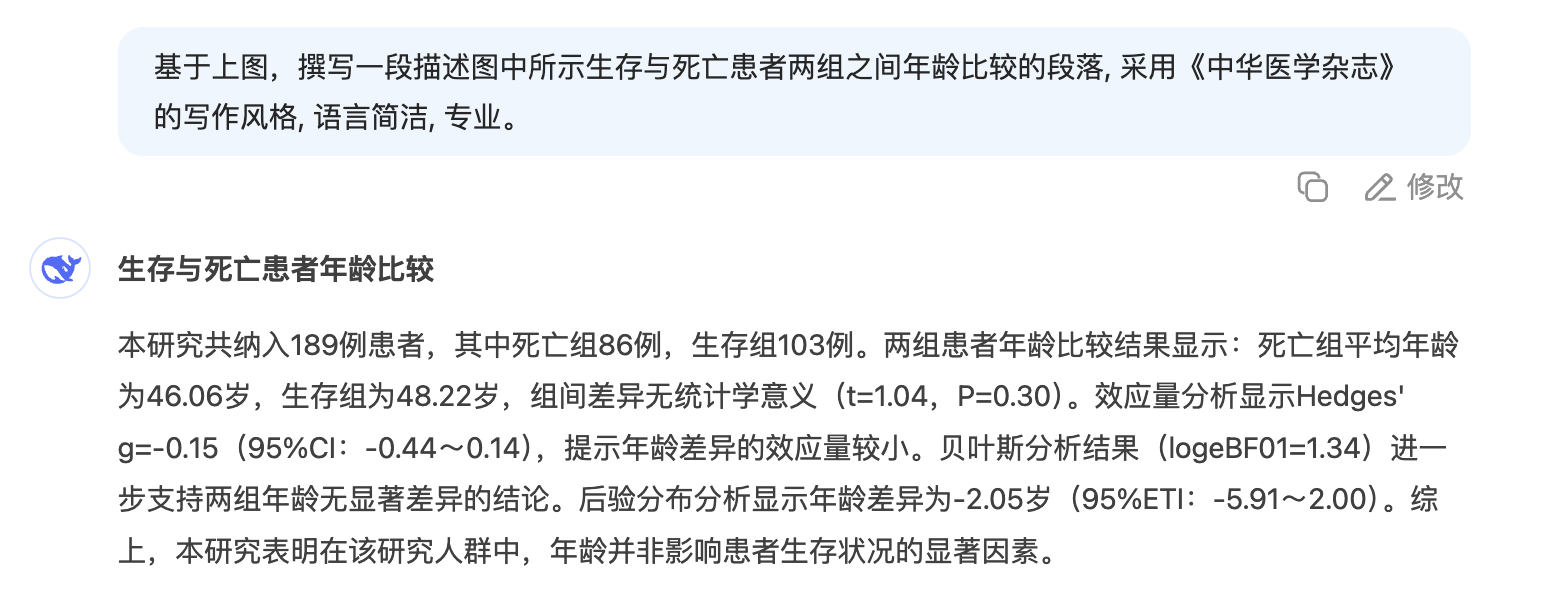 基于上图，撰写一段描述图中所示生存与死亡患者两组之间年龄比较的段落, 采用《中华医学杂志》
的写作风格, 语言简洁, 专业。
修改
生存与死亡患者年龄比较
本研究共纳入189例患者，其中死亡组86例，生存组103例。两组患者年龄比较结果显示：死亡组平均年龄
为46.06岁，生存组为48.22岁，组间差异无统计学意义（t=1.04，P=0.30）。效应量分析显示Hedges'
g=-0.15（95%CI：-0.44～0.14），提示年龄差异的效应量较小。贝叶斯分析结果（logeBF01=1.34）进一
步支持两组年龄无显著差异的结论。后验分布分析显示年龄差异为-2.05岁（95%ETI：-5.91～2.00）。综
上，本研究表明在该研究人群中，年龄并非影响患者生存状况的显著因素。